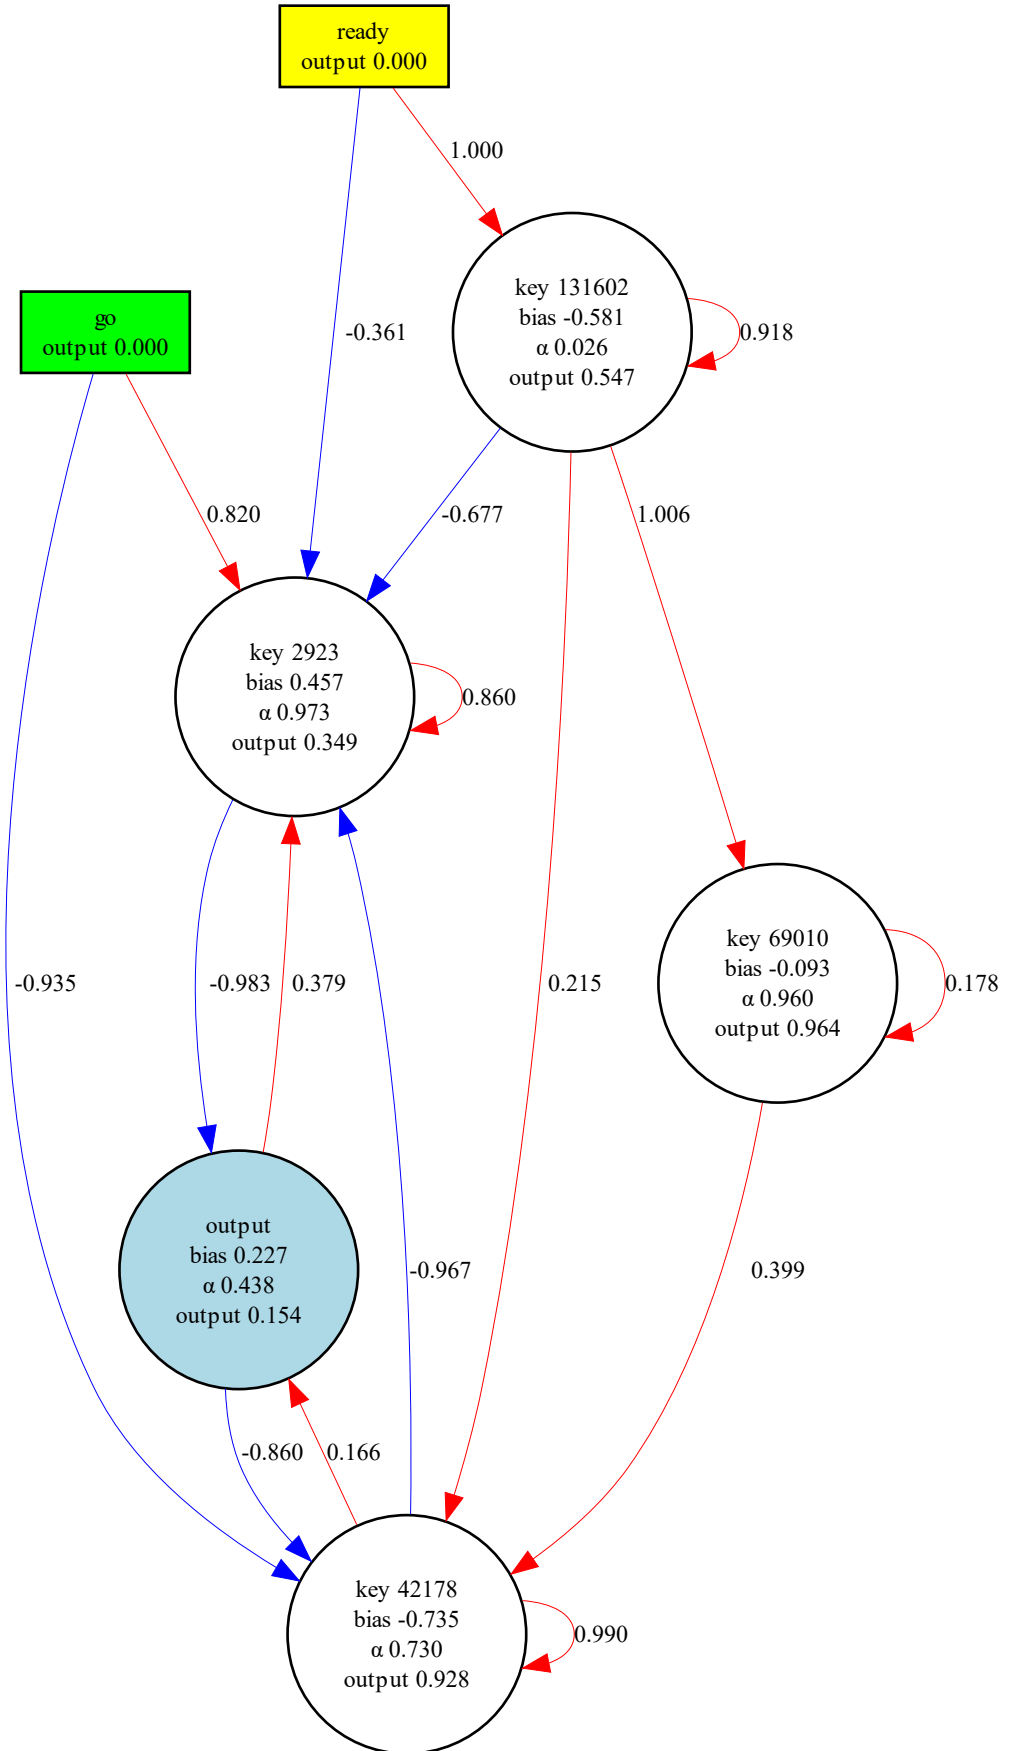 ready
output 0.000
1.000
key 131602
bias -0.581
α 0.026
output 0.547
0.918
go
output 0.000
-0.361
0.820
-0.677
1.006
key 2923
bias 0.457
α 0.973
output 0.349
0.860
key 69010
bias -0.093
α 0.960
output 0.964
0.178
-0.935
-0.983
0.379
0.215
output
bias 0.227
α 0.438
output 0.154
-0.967
0.399
-0.860
0.166
key 42178
bias -0.735
α 0.730
output 0.928
0.990